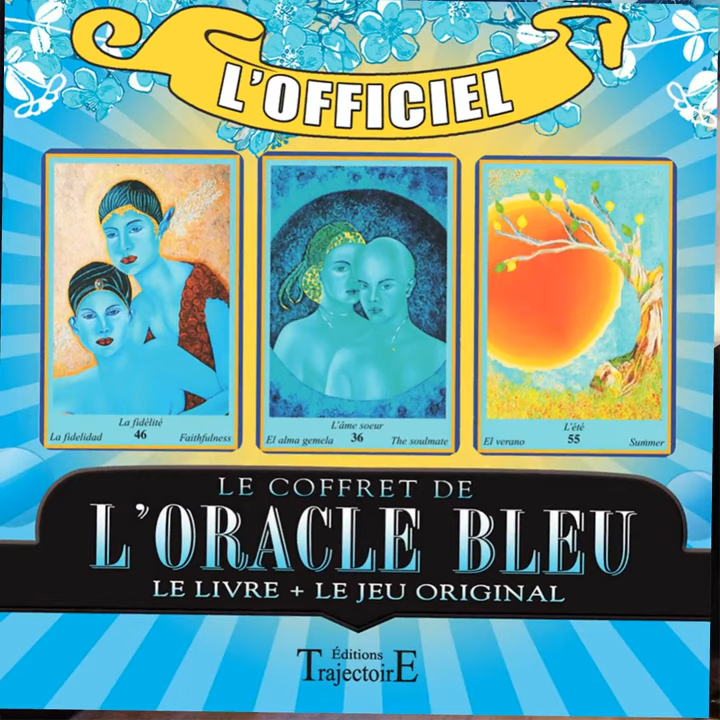 L'OFFICIEL
La fidélité
La fidelidad 46 Faithfulness
L'âme soeur
El alma gemela 36 The soulmate
L'été
El verano 55 Summer
LE COFFRET DE
L'ORACLE BLEU
LE LIVRE + LE JEU ORIGINAL
Éditions
TrajectoirE